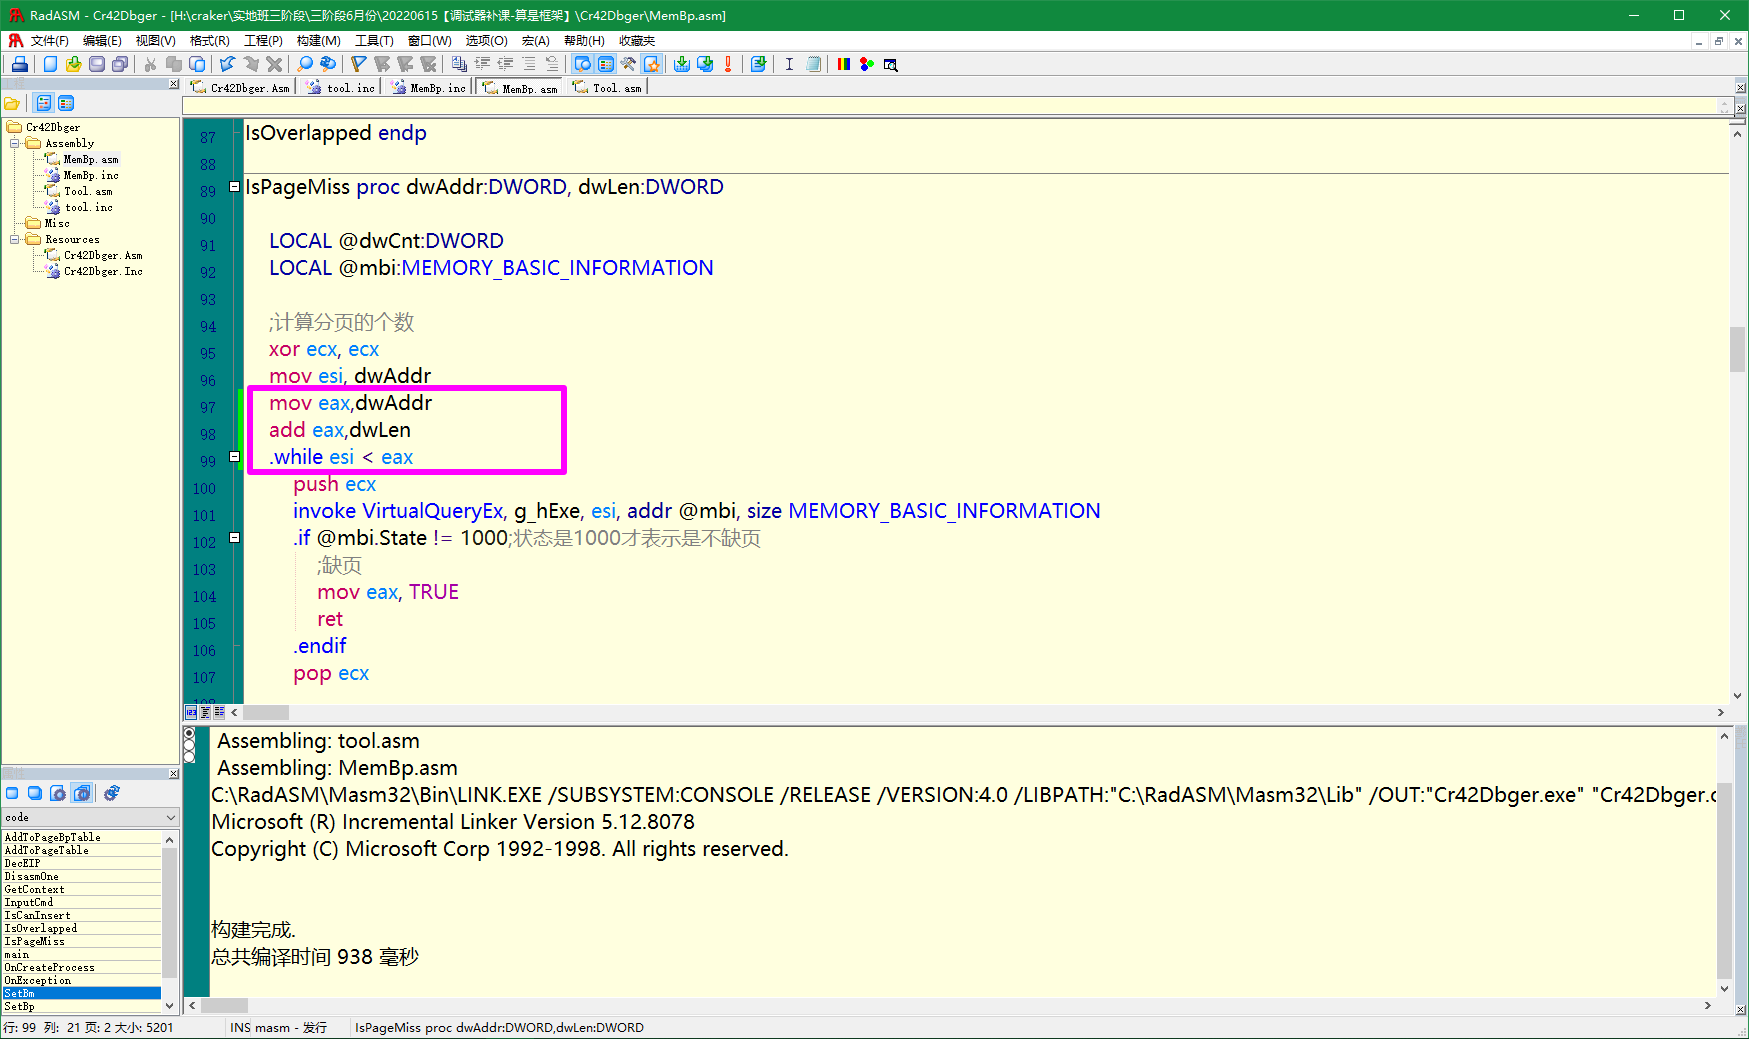 RadASM - Cr42Dbger - [H:\craker\实地班三阶段\三阶段6月份\20220615【调试器补课-算是框架】\Cr42Dbger\MemBp.asm]
文件(F) 编辑(E) 视图(V) 格式(R) 工程(P) 构建(M) 工具(T) 窗口(W) 选项(O) 宏(A) 帮助(H) 收藏夹
Cr42Dbger.Asm tool.inc MemBp.inc MemBp.asm Tool.asm
Cr42Dbger
Assembly
MemBp.asm
MemBp.inc
Tool.asm
tool.inc
Misc
Resources
Cr42Dbger.Asm
Cr42Dbger.Inc
87 IsOverlapped endp
88
89 IsPageMiss proc dwAddr:DWORD, dwLen:DWORD
90
91 LOCAL @dwCnt:DWORD
92 LOCAL @mbi:MEMORY_BASIC_INFORMATION
93
94 ;计算分页的个数
95 xor ecx, ecx
96 mov esi, dwAddr
97 mov eax,dwAddr
98 add eax,dwLen
99 .while esi < eax
100 push ecx
101 invoke VirtualQueryEx, g_hExe, esi, addr @mbi, size MEMORY_BASIC_INFORMATION
102 .if @mbi.State != 1000;状态是1000才表示是不缺页
103 ;缺页
104 mov eax, TRUE
105 ret
106 .endif
107 pop ecx
108
code
AddToPageBpTable
AddToPageTable
DecEIP
DisasmOne
GetContext
InputCmd
IsCanInsert
IsOverlapped
IsPageMiss
main
OnCreateProcess
OnException
SetBm
SetBp
Assembling: tool.asm
Assembling: MemBp.asm
C:\RadASM\Masm32\Bin\LINK.EXE /SUBSYSTEM:CONSOLE /RELEASE /VERSION:4.0 /LIBPATH:"C:\RadASM\Masm32\Lib" /OUT:"Cr42Dbger.exe" "Cr42Dbger.o
Microsoft (R) Incremental Linker Version 5.12.8078
Copyright (C) Microsoft Corp 1992-1998. All rights reserved.
构建完成.
总共编译时间 938 毫秒
行: 99 列: 21 页: 2 大小: 5201 INS masm - 发行 IsPageMiss proc dwAddr:DWORD,dwLen:DWORD